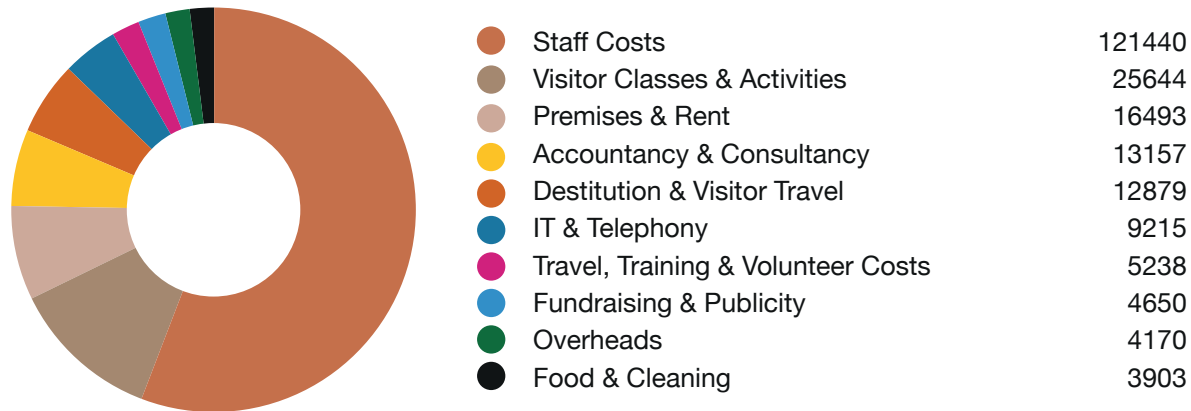 Staff Costs 121440
Visitor Classes & Activities 25644
Premises & Rent 16493
Accountancy & Consultancy 13157
Destitution & Visitor Travel 12879
IT & Telephony 9215
Travel, Training & Volunteer Costs 5238
Fundraising & Publicity 4650
Overheads 4170
Food & Cleaning 3903